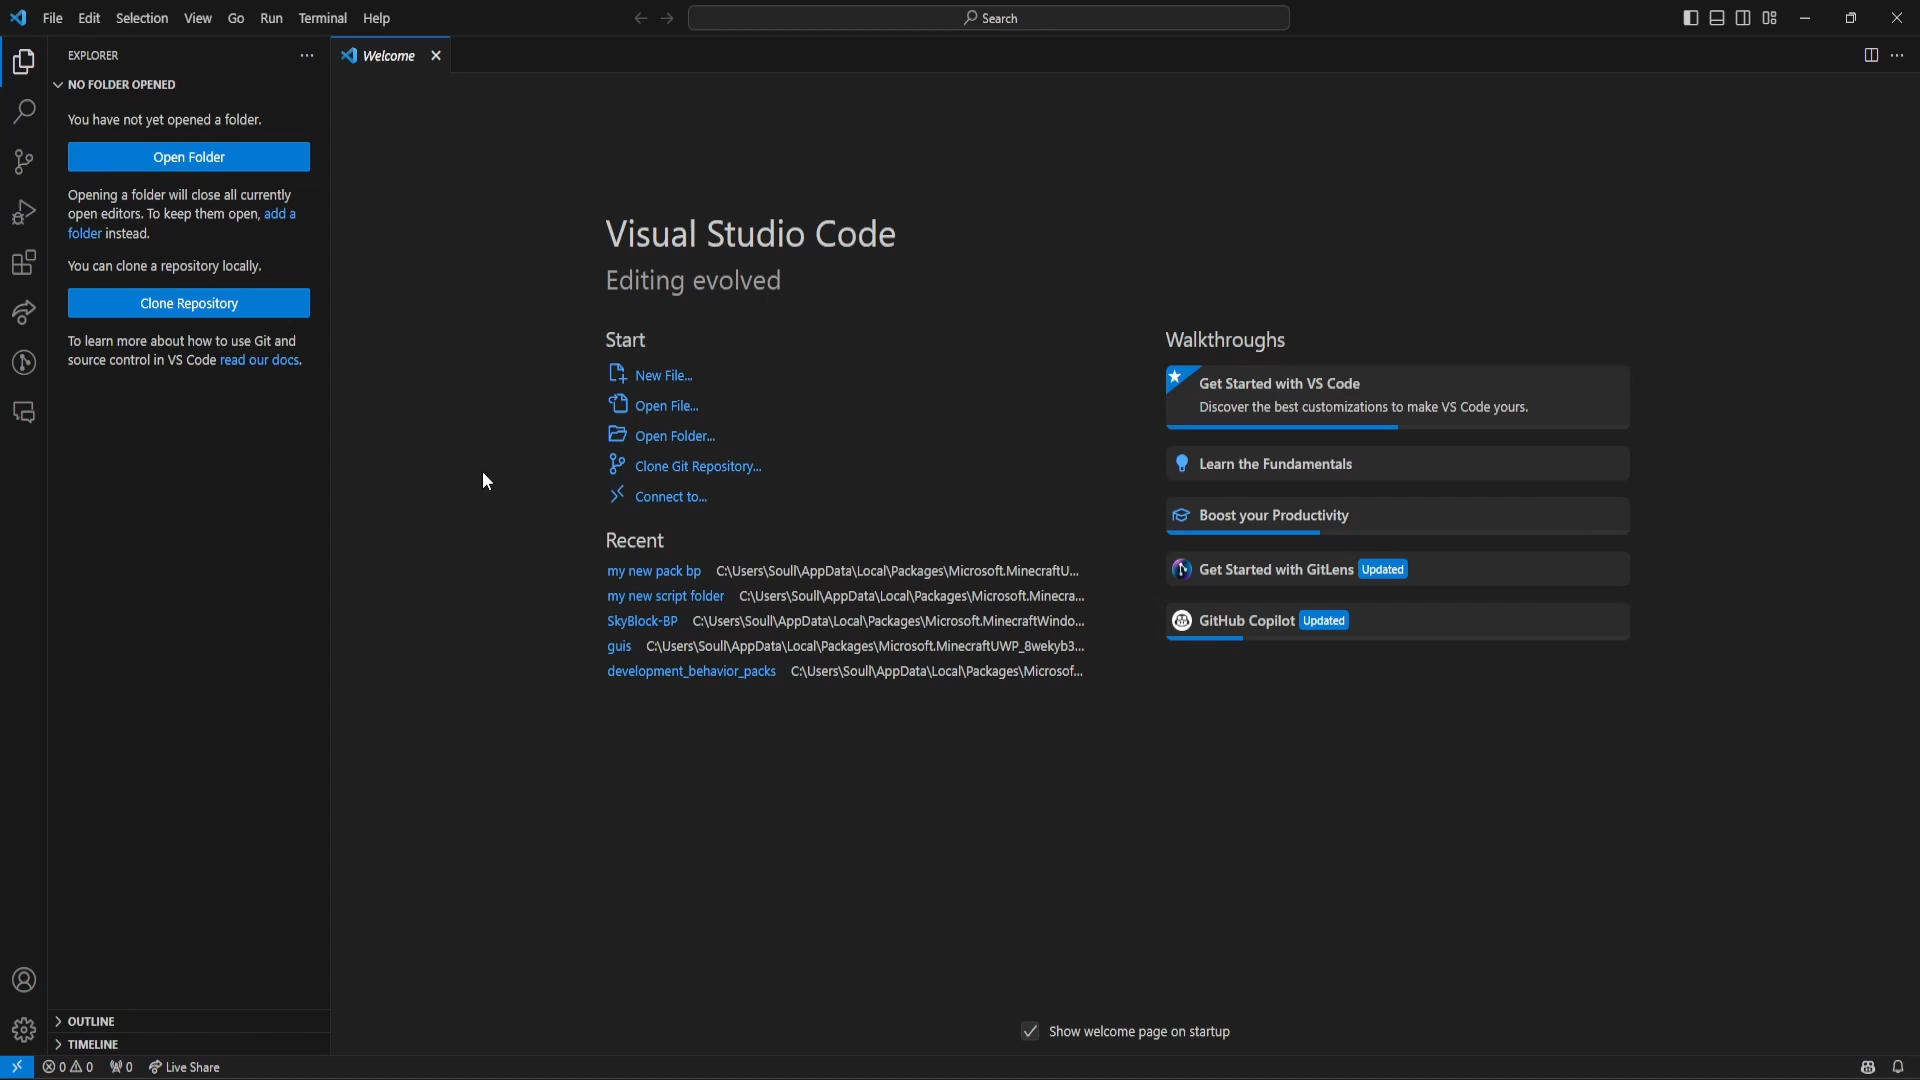 File Edit Selection View Go Run Terminal Help
Search
EXPLORER
Welcome
NO FOLDER OPENED
You have not yet opened a folder.
Open Folder
Opening a folder will close all currently
open editors. To keep them open, add a
folder instead.
You can clone a repository locally.
Clone Repository
To learn more about how to use Git and
source control in VS Code read our docs.
Visual Studio Code
Editing evolved
Start
New File...
Open File...
Open Folder...
Clone Git Repository...
Connect to...
Recent
my new pack bp C:\Users\Soull\AppData\Local\Packages\Microsoft.MinecraftU...
my new script folder C:\Users\Soull\AppData\Local\Packages\Microsoft.Minecra...
SkyBlock-BP C:\Users\Soull\AppData\Local\Packages\Microsoft.MinecraftWindo...
guis C:\Users\Soull\AppData\Local\Packages\Microsoft.MinecraftUWP_8wekyb3...
development_behavior_packs C:\Users\Soull\AppData\Local\Packages\Microsof...
Walkthroughs
Get Started with VS Code
Discover the best customizations to make VS Code yours.
Learn the Fundamentals
Boost your Productivity
Get Started with GitLens Updated
GitHub Copilot Updated
Show welcome page on startup
OUTLINE
TIMELINE
0 0 0 Live Share